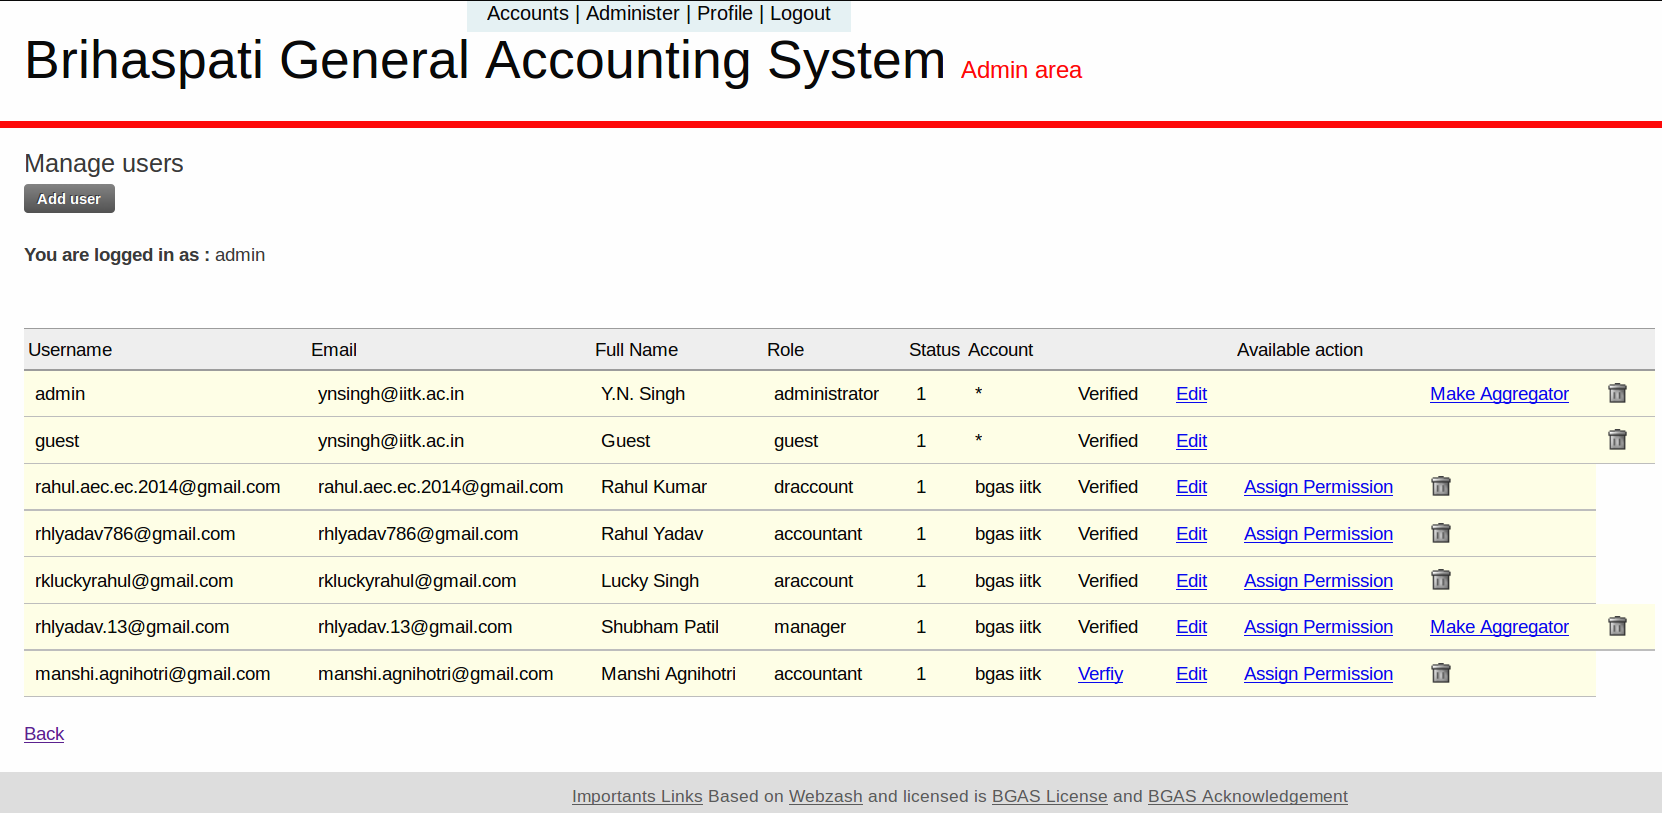 Accounts | Administer | Profile | Logout
Brihaspati General Accounting System Admin area
Manage users
Add user
You are logged in as : admin
Username Email Full Name Role Status Account Available action
admin ynsingh@iitk.ac.in Y.N. Singh administrator 1 * Verified Edit Make Aggregator
guest ynsingh@iitk.ac.in Guest guest 1 * Verified Edit
rahul.aec.ec.2014@gmail.com rahul.aec.ec.2014@gmail.com Rahul Kumar draccount 1 bgas iitk Verified Edit Assign Permission
rhlyadav786@gmail.com rhlyadav786@gmail.com Rahul Yadav accountant 1 bgas iitk Verified Edit Assign Permission
rkluckyrahul@gmail.com rkluckyrahul@gmail.com Lucky Singh araccount 1 bgas iitk Verified Edit Assign Permission
rhlyadav.13@gmail.com rhlyadav.13@gmail.com Shubham Patil manager 1 bgas iitk Verified Edit Assign Permission Make Aggregator
manshi.agnihotri@gmail.com manshi.agnihotri@gmail.com Manshi Agnihotri accountant 1 bgas iitk Verfiy Edit Assign Permission
Back
Importants Links Based on Webzash and licensed is BGAS License and BGAS Acknowledgement